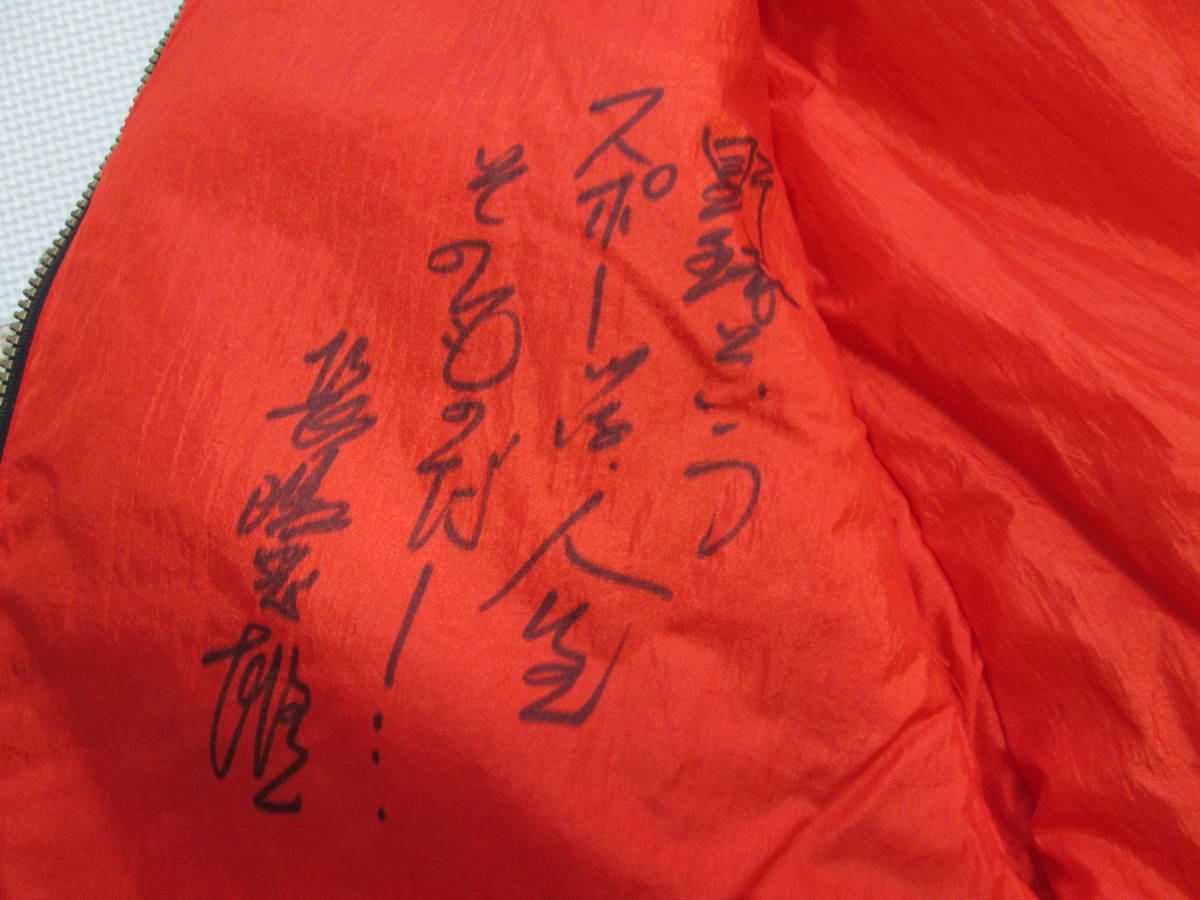 野球という
スポーツは人生
そのものだ！…
長嶋茂雄